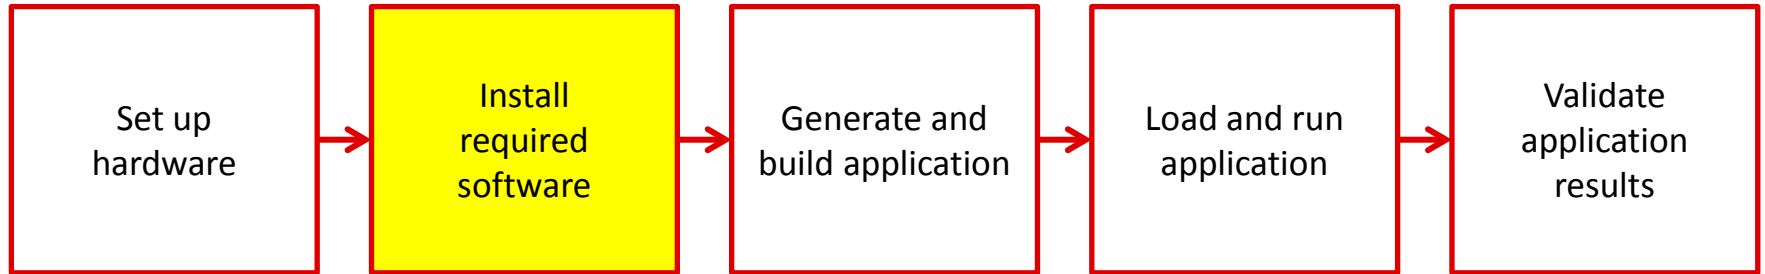 Set up
hardware
Install
required
software
Generate and
build application
Load and run
application
Validate
application
results